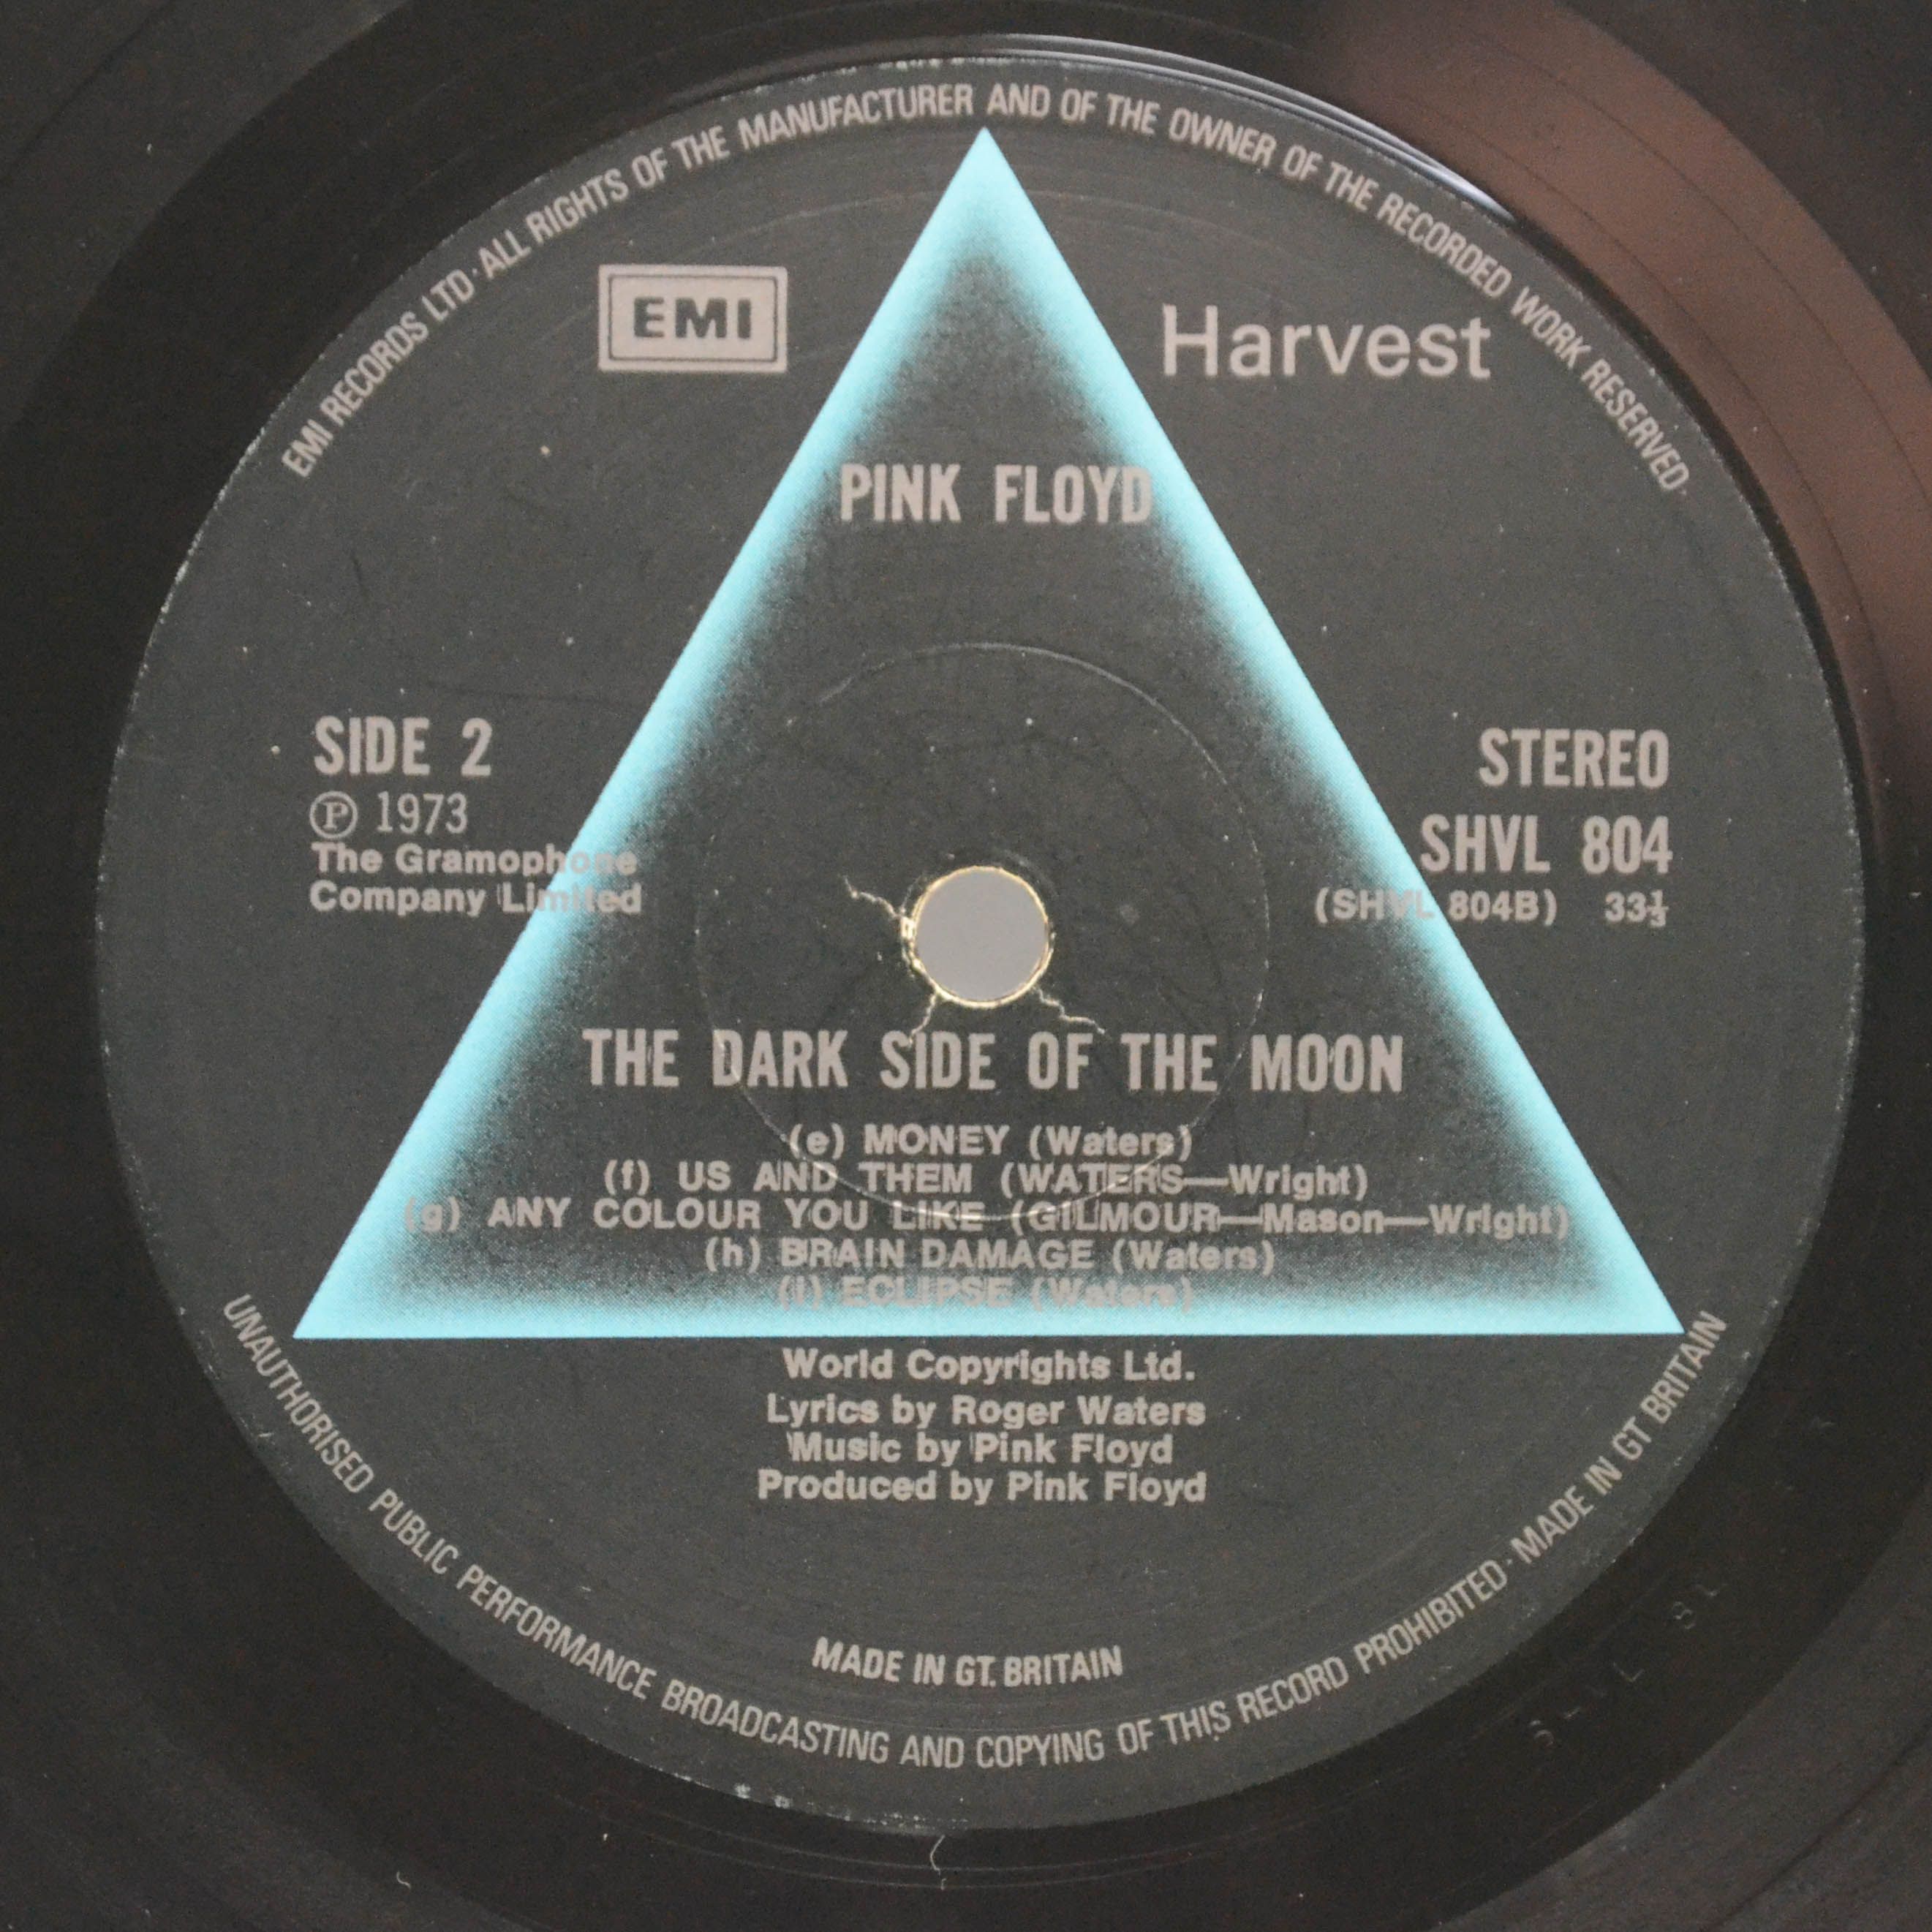 EMI RECORDS LTD · ALL RIGHTS OF THE MANUFACTURER AND OF THE OWNER OF THE RECORDED WORK RESERVED·
EMI
Harvest
PINK FLOYD
SIDE 2
Ⓟ 1973
The Gramophone
Company Limited
STEREO
SHVL 804
(SHVL 804B) 33⅓
THE DARK SIDE OF THE MOON
(e) MONEY (Waters)
(f) US AND THEM (WATERS—Wright)
(g) ANY COLOUR YOU LIKE (GILMOUR—Mason—Wright)
(h) BRAIN DAMAGE (Waters)
(i) ECLIPSE (Waters)
World Copyrights Ltd.
Lyrics by Roger Waters
Music by Pink Floyd
Produced by Pink Floyd
MADE IN GT. BRITAIN
UNAUTHORISED PUBLIC PERFORMANCE BROADCASTING AND COPYING OF THIS RECORD PROHIBITED · MADE IN GT BRITAIN